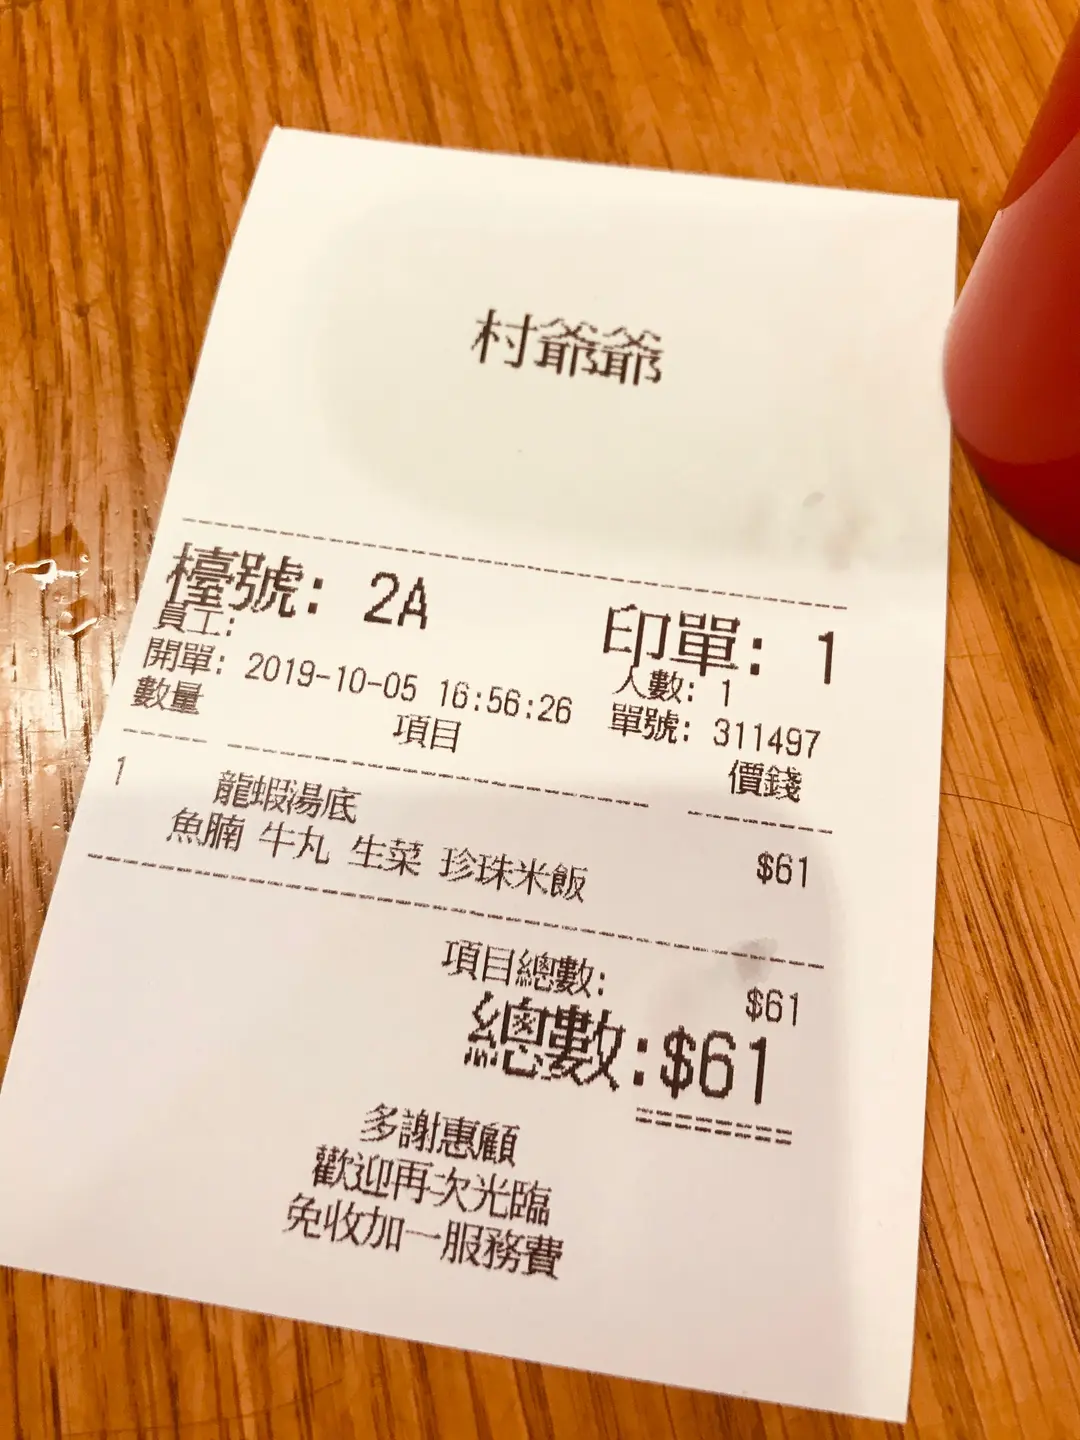 村爺爺
檯號: 2A 印單: 1
員工: 人數: 1
開單: 2019-10-05 16:56:26 單號: 311497
數量 項目 價錢
1 龍蝦湯底
魚腩 牛丸 生菜 珍珠米飯 $61
項目總數: $61
總數:$61
多謝惠顧
歡迎再次光臨
免收加一服務費